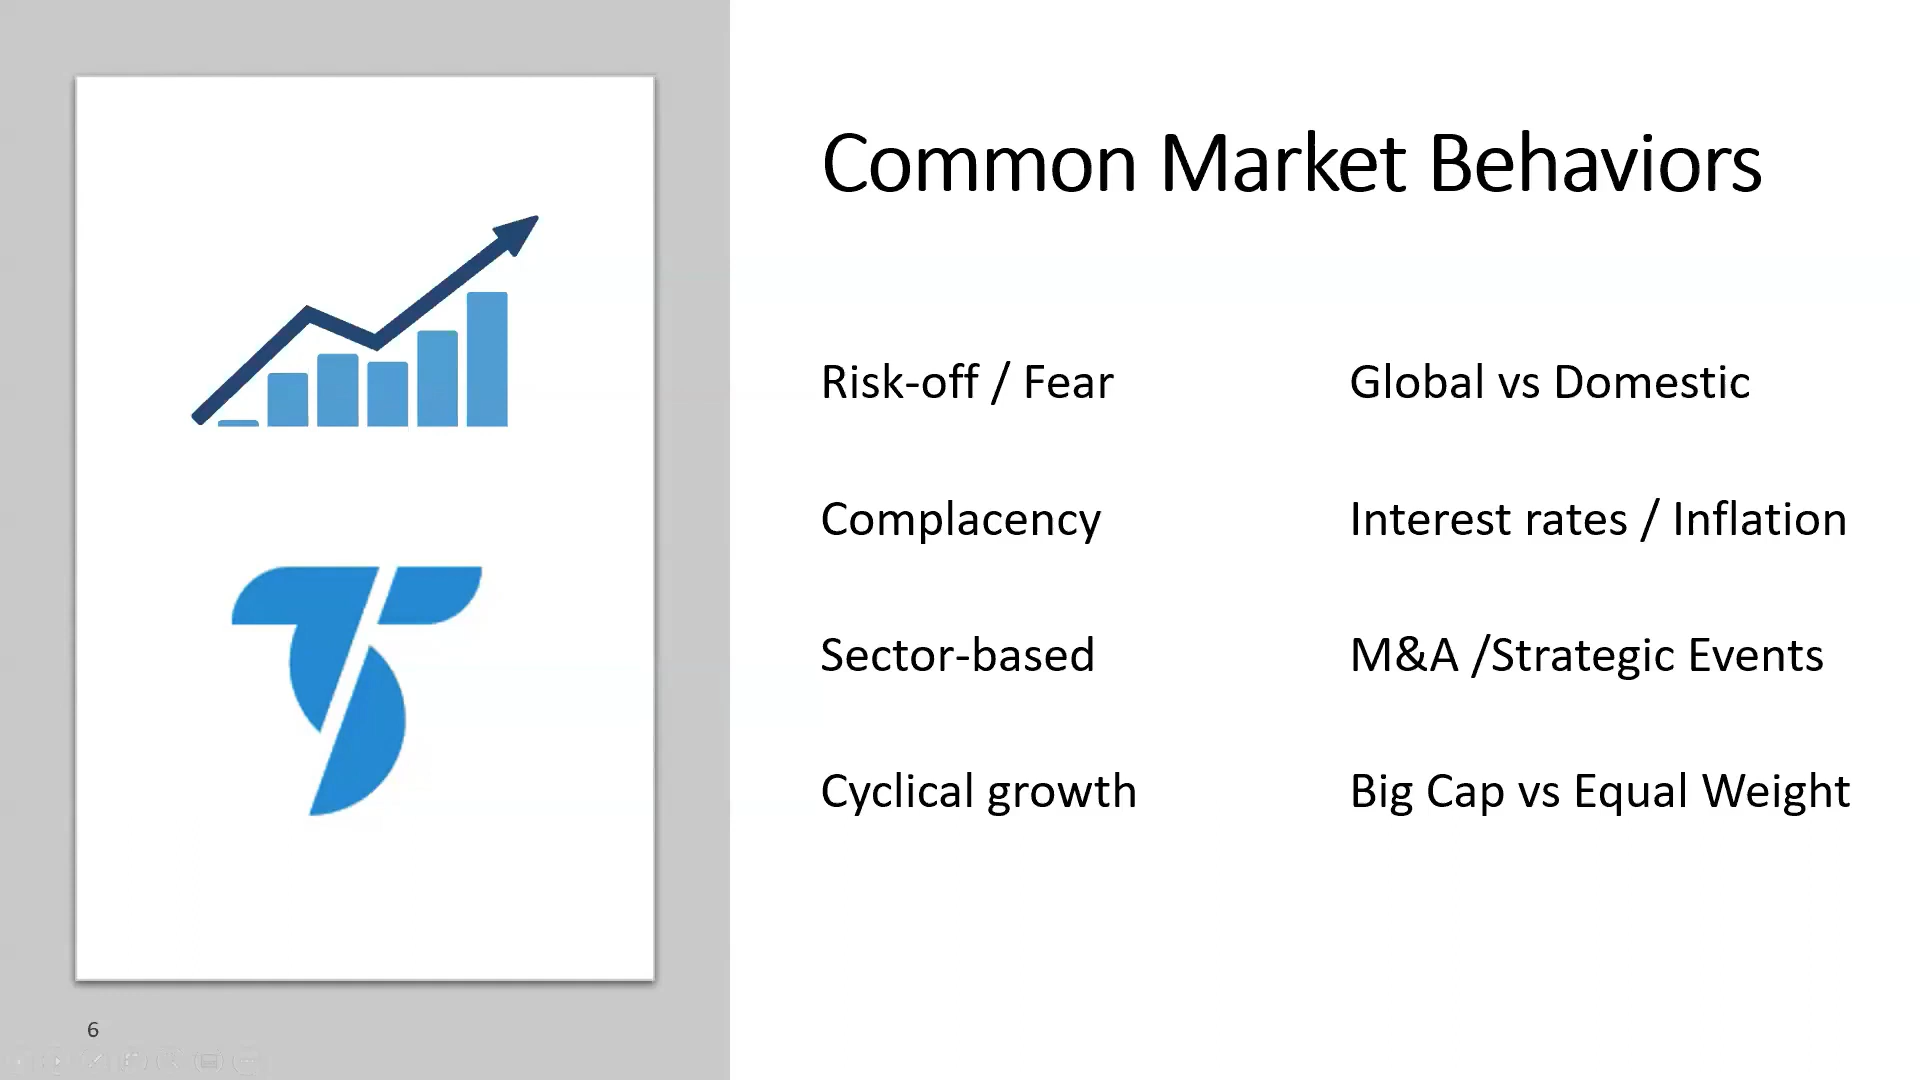 Common Market Behaviors
Risk-off / Fear
Complacency
Sector-based
Cyclical growth
Global vs Domestic
Interest rates / Inflation
M&A /Strategic Events
Big Cap vs Equal Weight
6